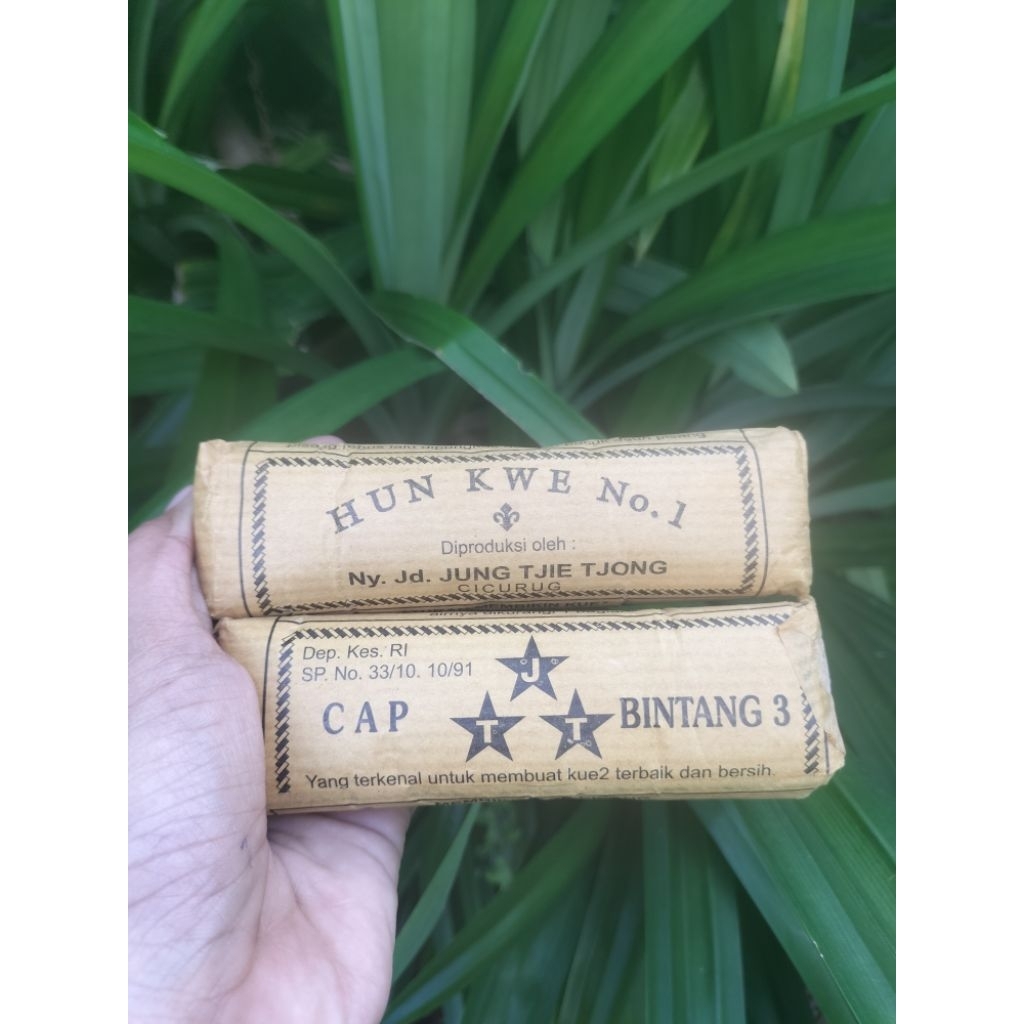 HUN KWE No. 1
Diproduksi oleh :
Ny. Jd. JUNG TJIE TJONG
CICURUG
Dep. Kes. RI
SP. No. 33/10. 10/91
J
CAP T T BINTANG 3
Yang terkenal untuk membuat kue2 terbaik dan bersih.